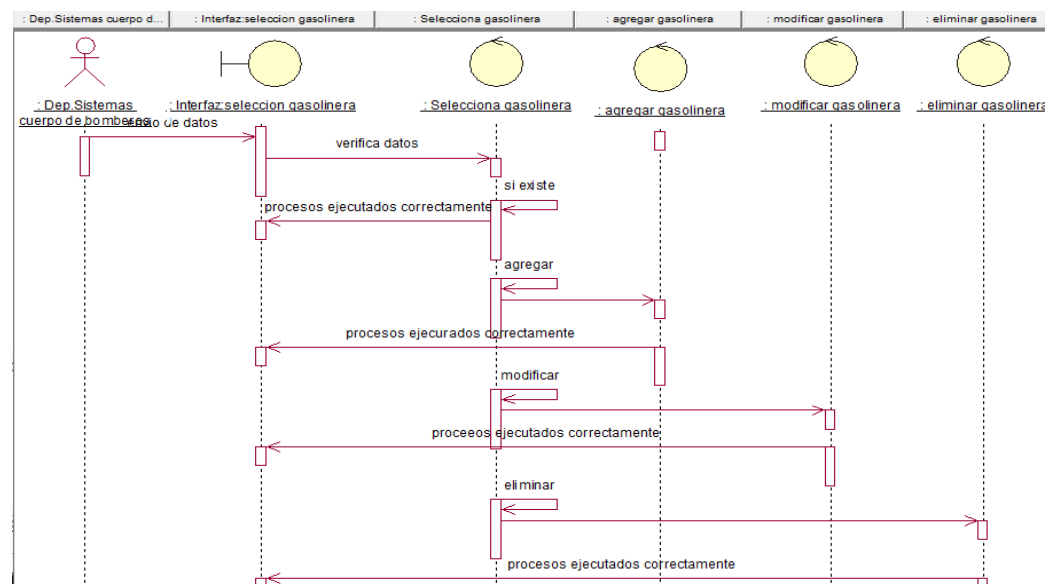 : Dep.Sistemas cuerpo d...
: Interfaz:seleccion gasolinera
: Selecciona gasolinera
: agregar gasolinera
: modificar gasolinera
: eliminar gasolinera
: Dep.Sistemas
cuerpo de bomberos
: Interfaz:seleccion gasolinera
: Selecciona gasolinera
: agregar gasolinera
: modificar gasolinera
: eliminar gasolinera
envio de datos
verifica datos
si existe
procesos ejecutados correctamente
agregar
procesos ejecurados correctamente
modificar
proceeos ejecutados correctamente
eliminar
procesos ejecutados correctamente